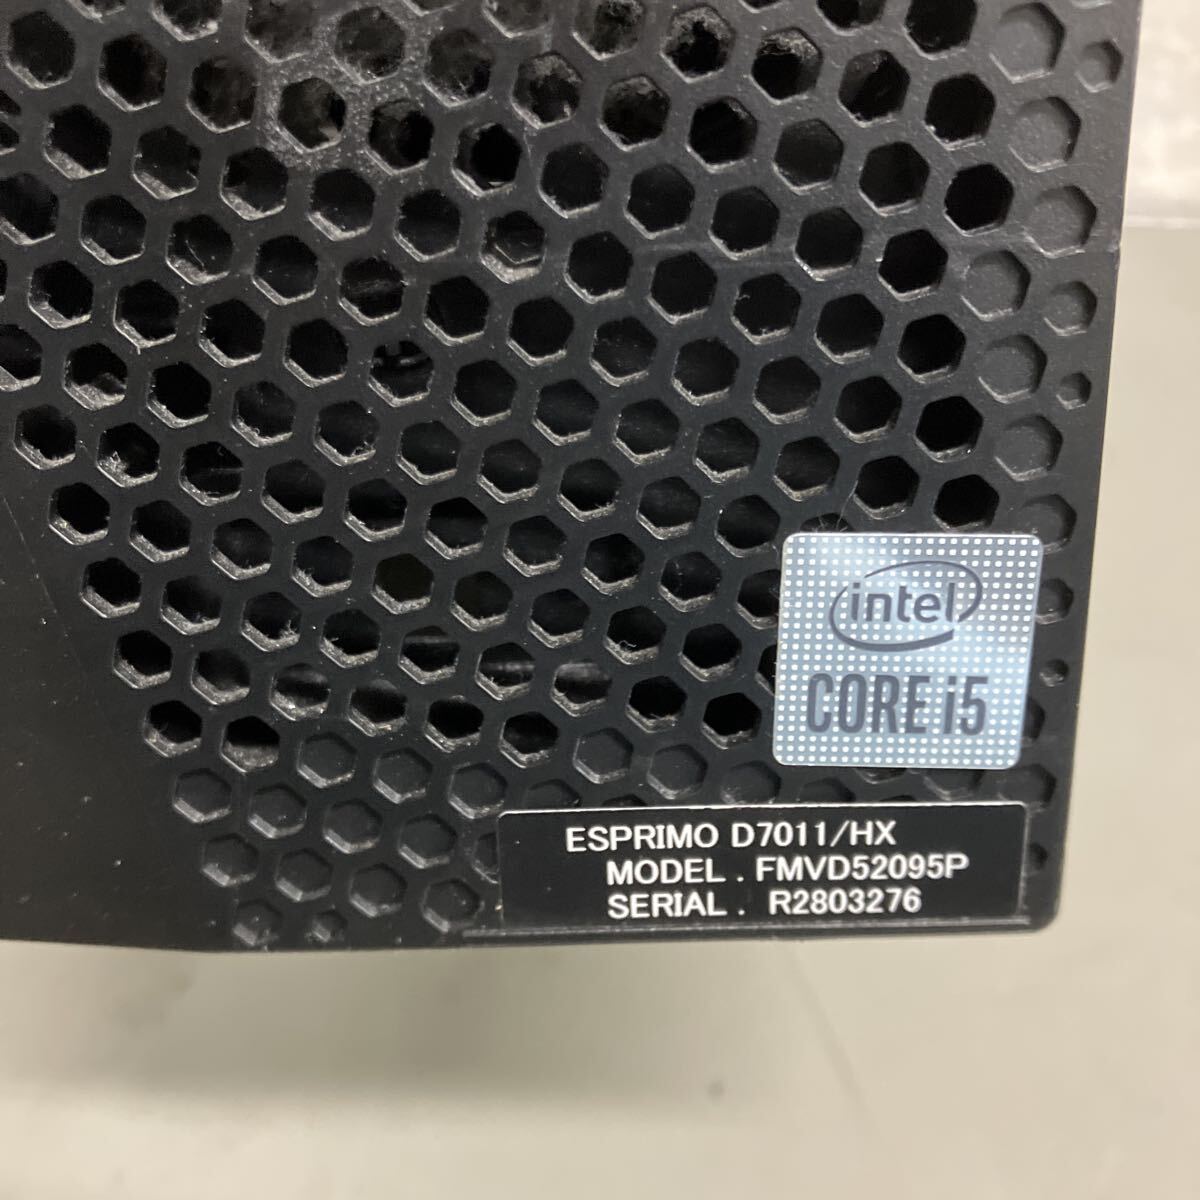 intel
CORE i5
ESPRIMO D7011/HX
MODEL . FMVD52095P
SERIAL . R2803276